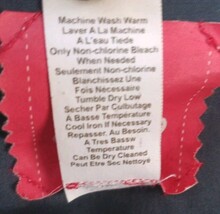 Machine Wash Warm
Laver A La Machine
A L'eau Tiede
Only Non-chlorine Bleach
When Needed
Seulement Non-chlorine
Blanchissez Une
Fois Necessaire
Tumble Dry Low
Secher Par Culbutage
A Basse Temperature
Cool Iron If Necessary
Repasser. Au Besoin.
A Tres Bassw
Temperature
Can Be Dry Cleaned
Paut Etre Sec Nettoye